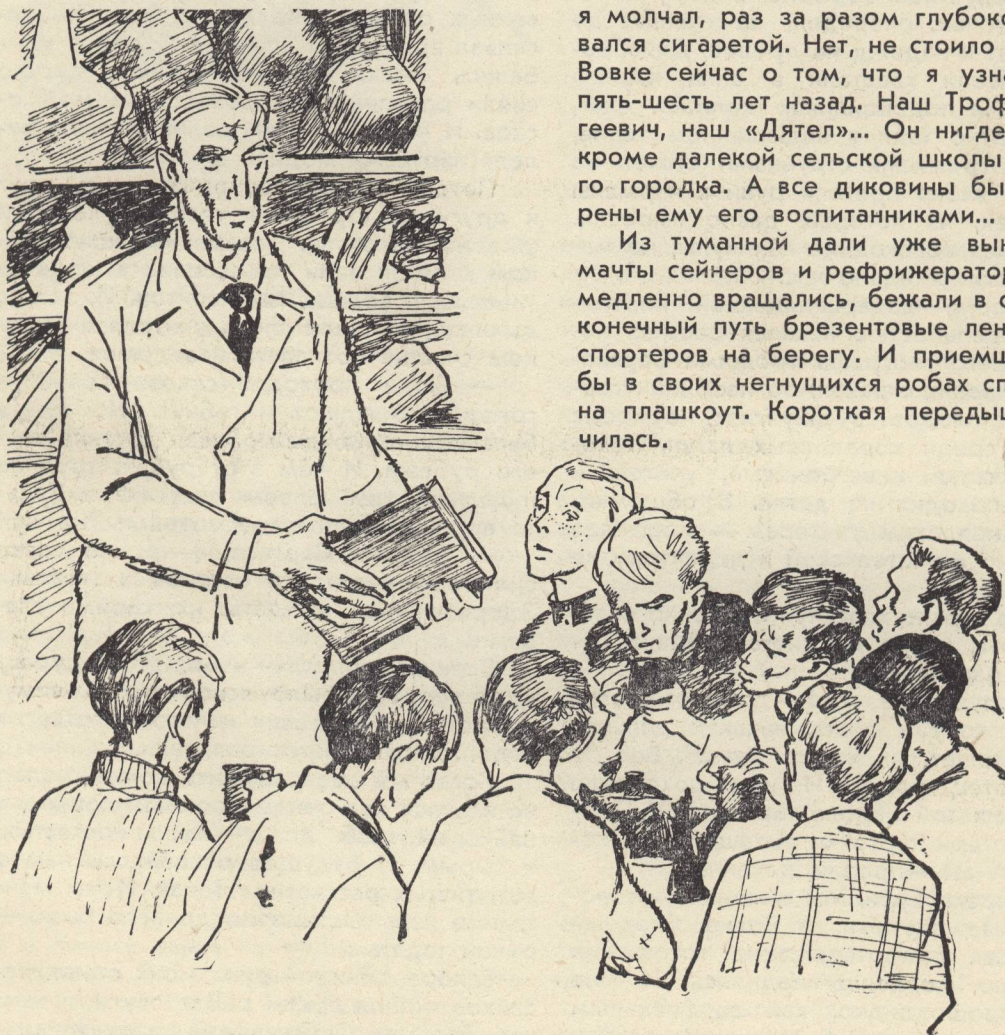 я молчал, раз за разом глубоко
вался сигаретой. Нет, не стоило
Вовке сейчас о том, что я узна
пять-шесть лет назад. Наш Троф
геевич, наш «Дятел»... Он нигде
кроме далекой сельской школы
го городка. А все диковины бы
рены ему его воспитанниками...
Из туманной дали уже вын
мачты сейнеров и рефрижератор
медленно вращались, бежали в с
конечный путь брезентовые лен
спортеров на берегу. И приемщ
бы в своих негнущихся робах сп
на плашкоут. Короткая передыш
чилась.